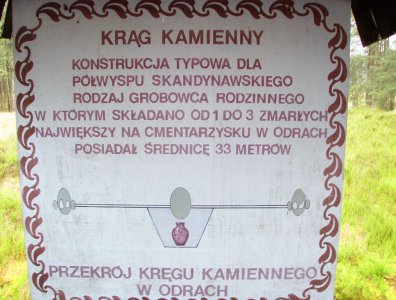 KRĄG KAMIENNY
KONSTRUKCJA TYPOWA DLA
PÓŁWYSPU SKANDYNAWSKIEGO
RODZAJ GROBOWCA RODZINNEGO
W KTÓRYM SKŁADANO OD 1 DO 3 ZMARŁYCH
NAJWIĘKSZY NA CMENTARZYSKU W ODRACH
POSIADAŁ ŚREDNICĘ 33 METRÓW
PRZEKRÓJ KRĘGU KAMIENNEGO
W ODRACH